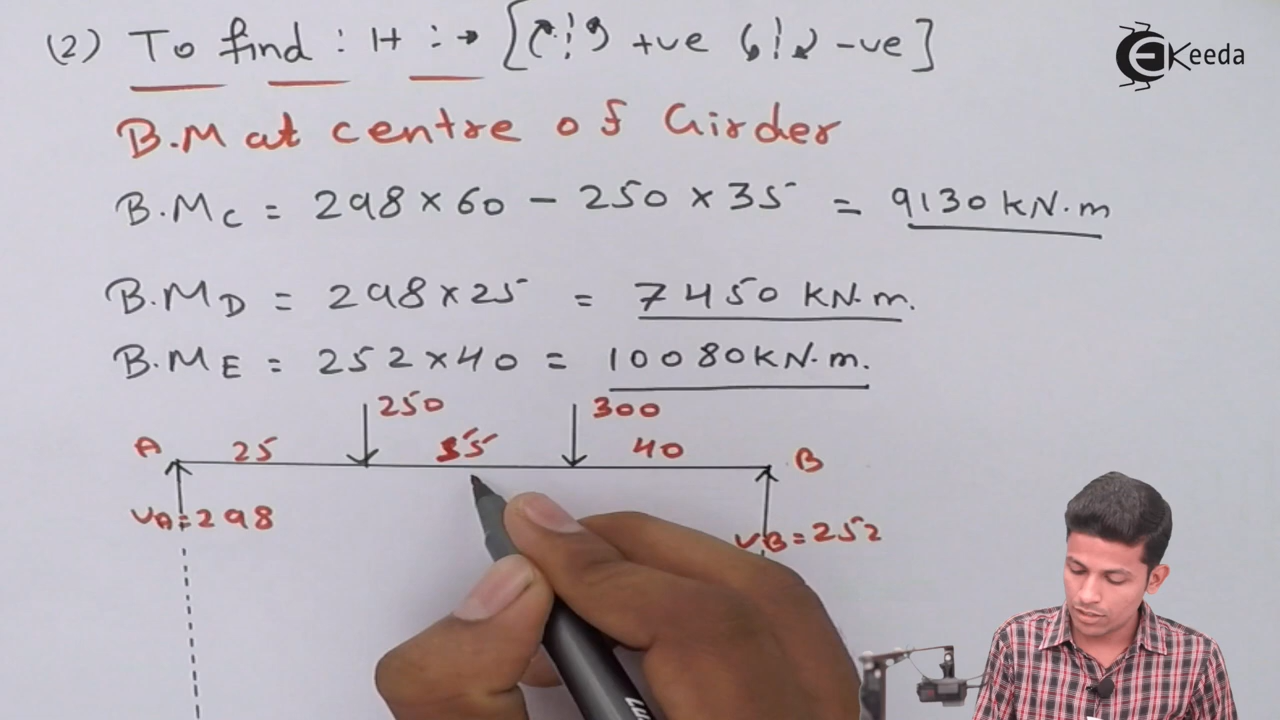 (2) To find : H :→ [↱¦↰ +ve ↲¦↳ -ve]
EKeeda
B.M at centre of Girder
B.Mc = 298 × 60 - 250 × 35 = 9130 kN.m
B.MD = 298 × 25 = 7450 kN.m.
B.ME = 252 × 40 = 10080 kN.m.
250 300
A 25 55 40 B
VA = 298 VB = 252